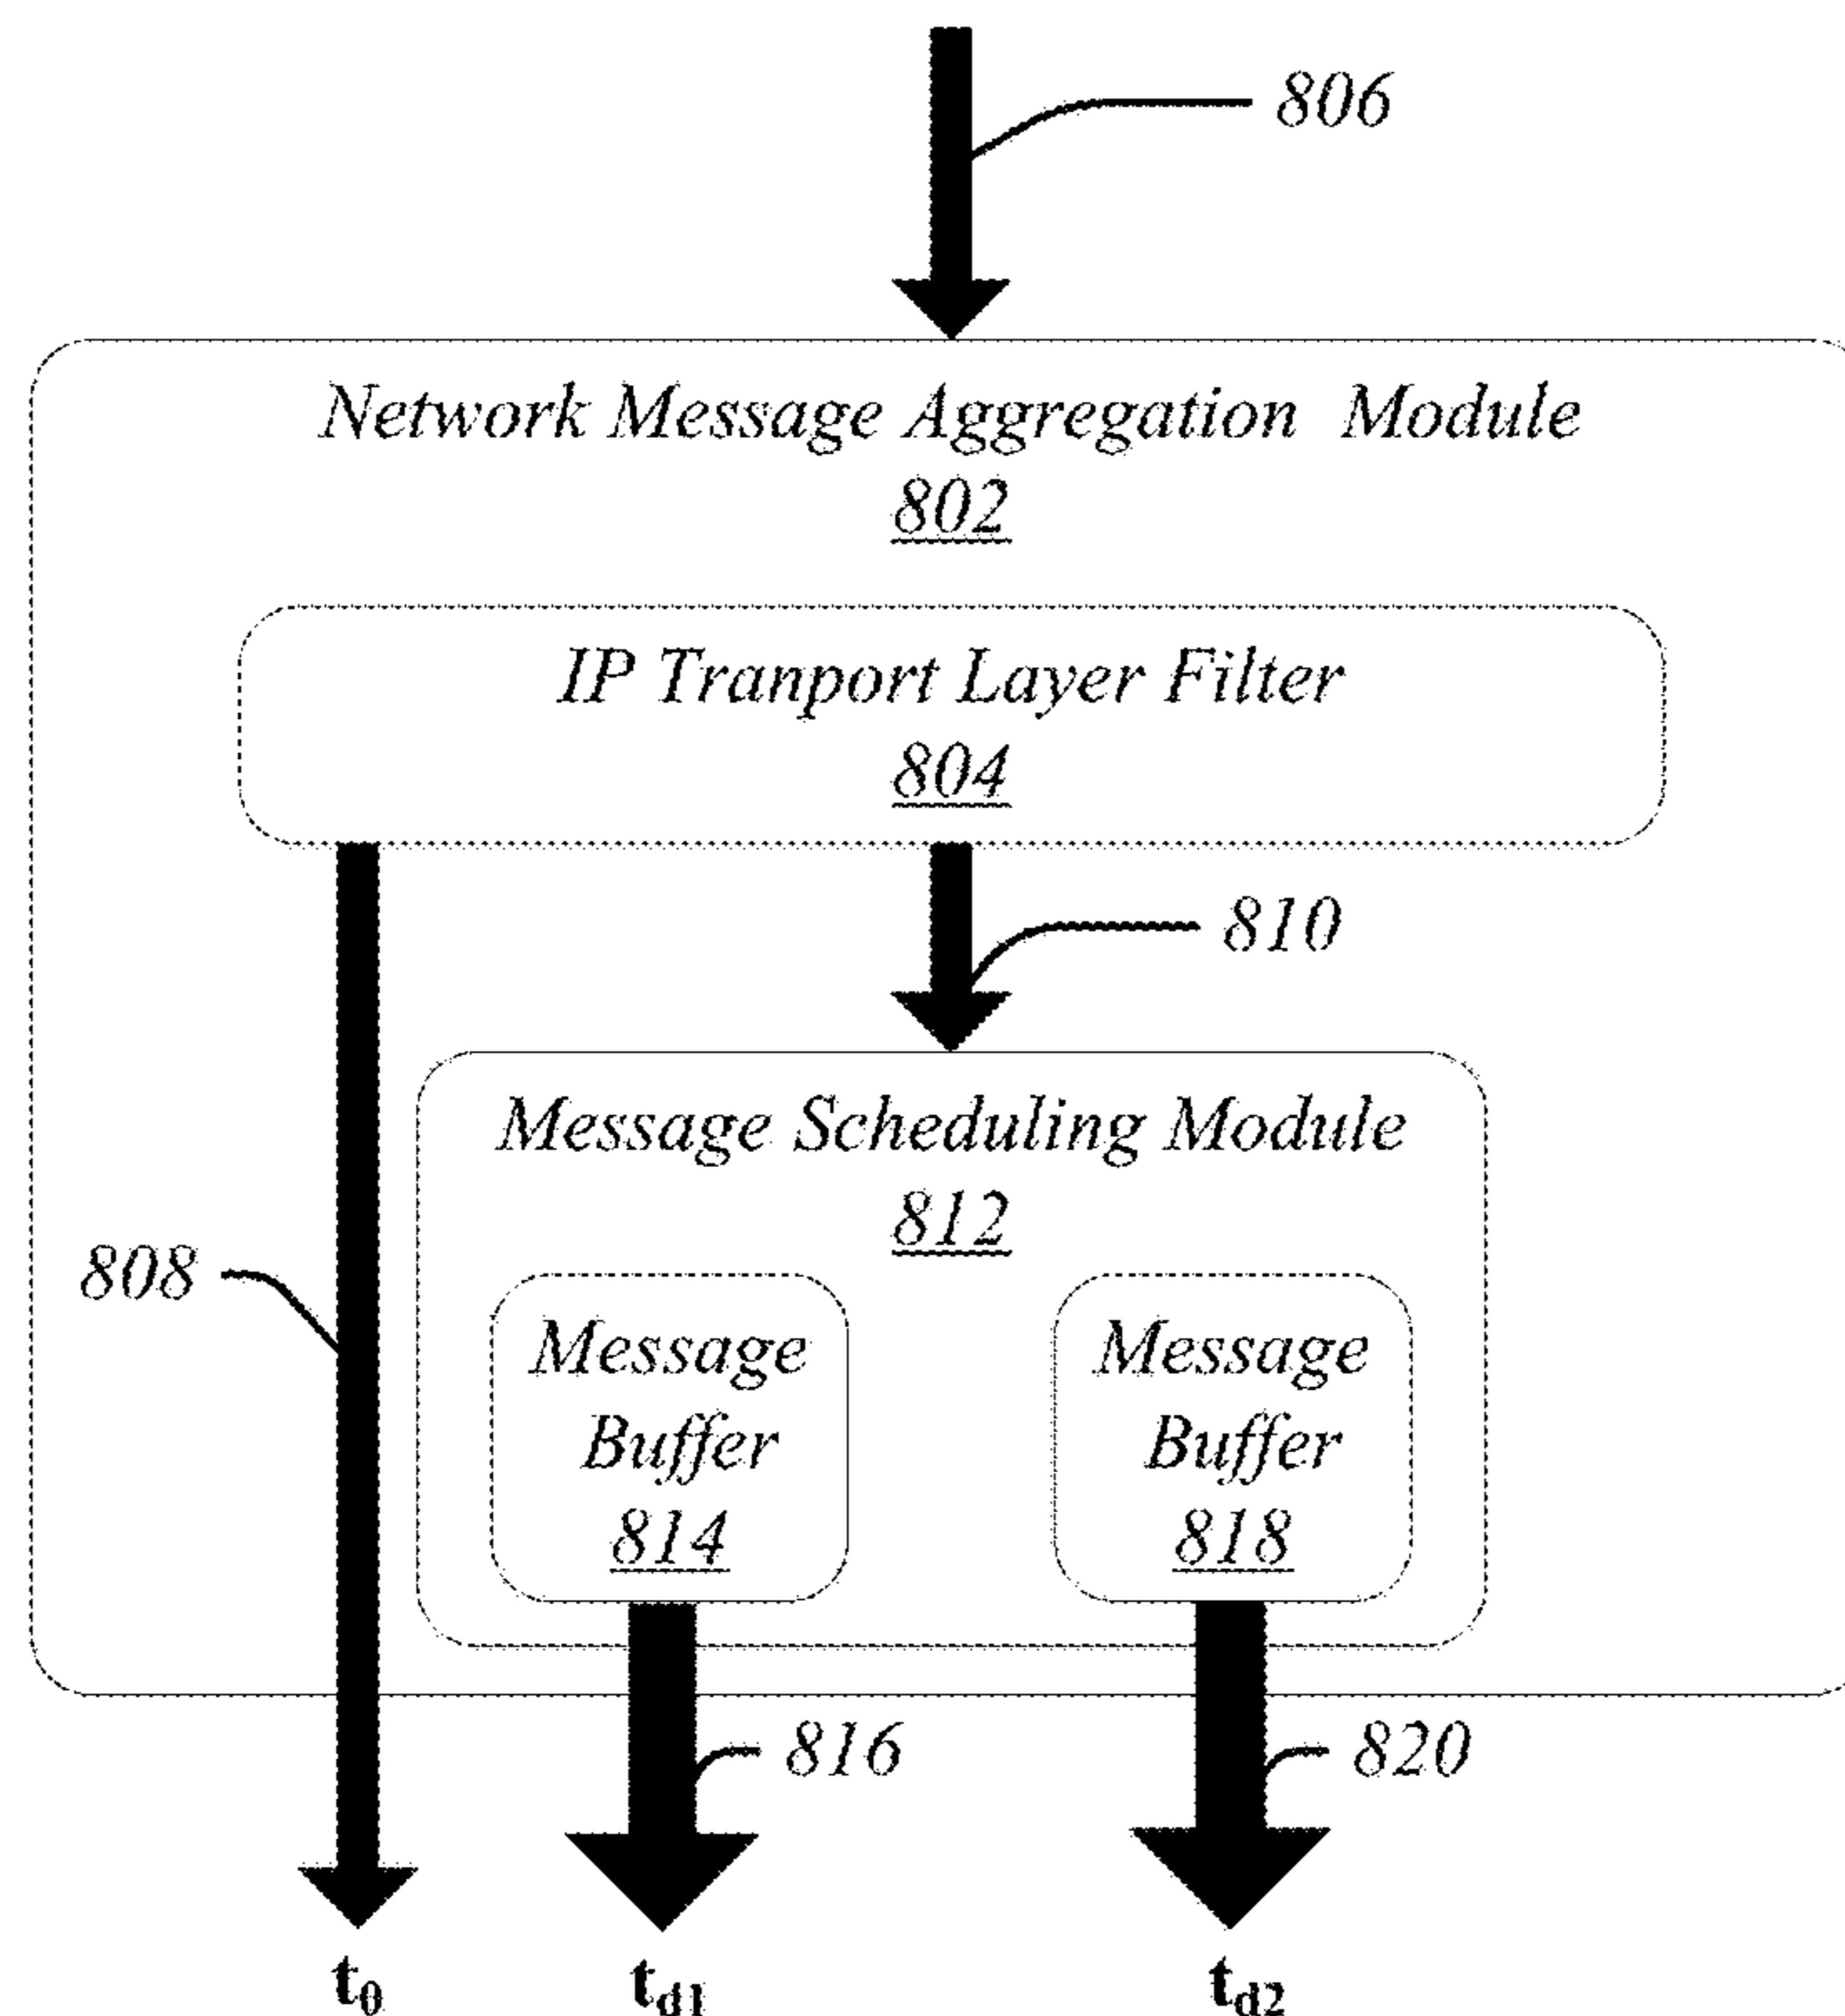 806
Network Message Aggregation Module
802
IP Tranport Layer Filter
804
810
Message Scheduling Module
812
808
Message
Buffer
814
Message
Buffer
818
816
820
t0
td1
td2